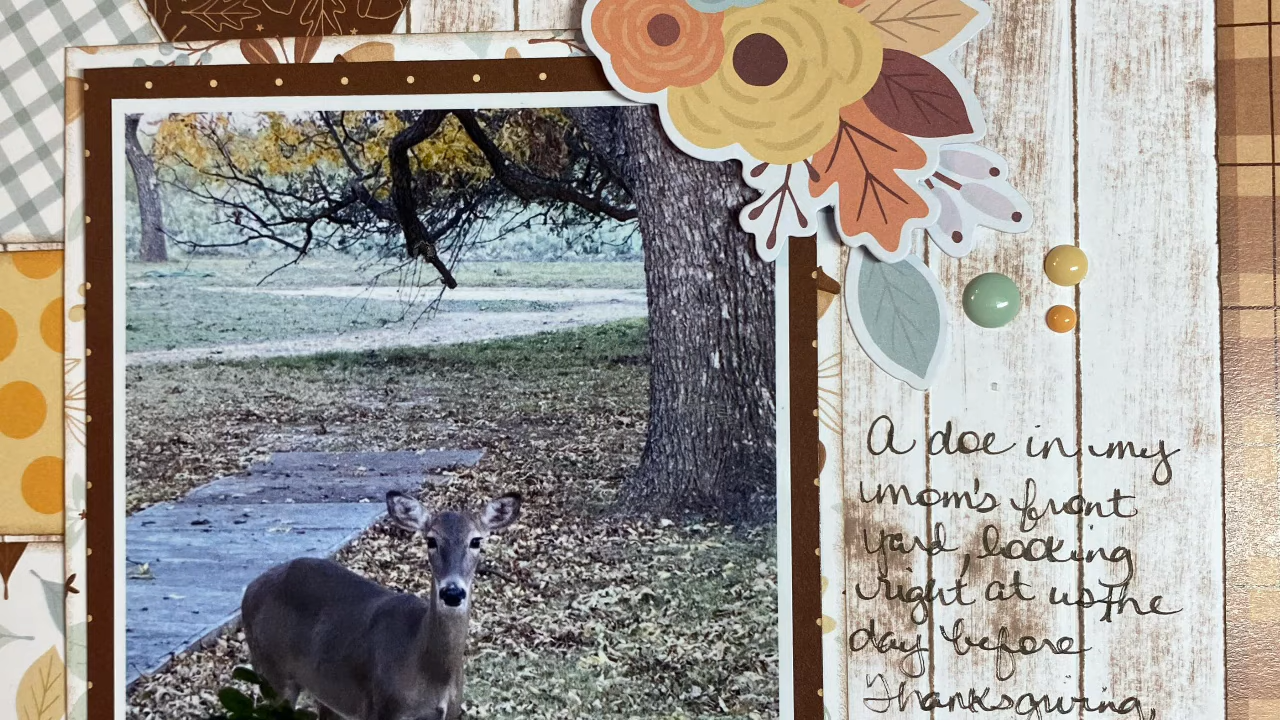 A doe in my
mom's front
yard, looking
right at us the
day before
Thanksgiving.